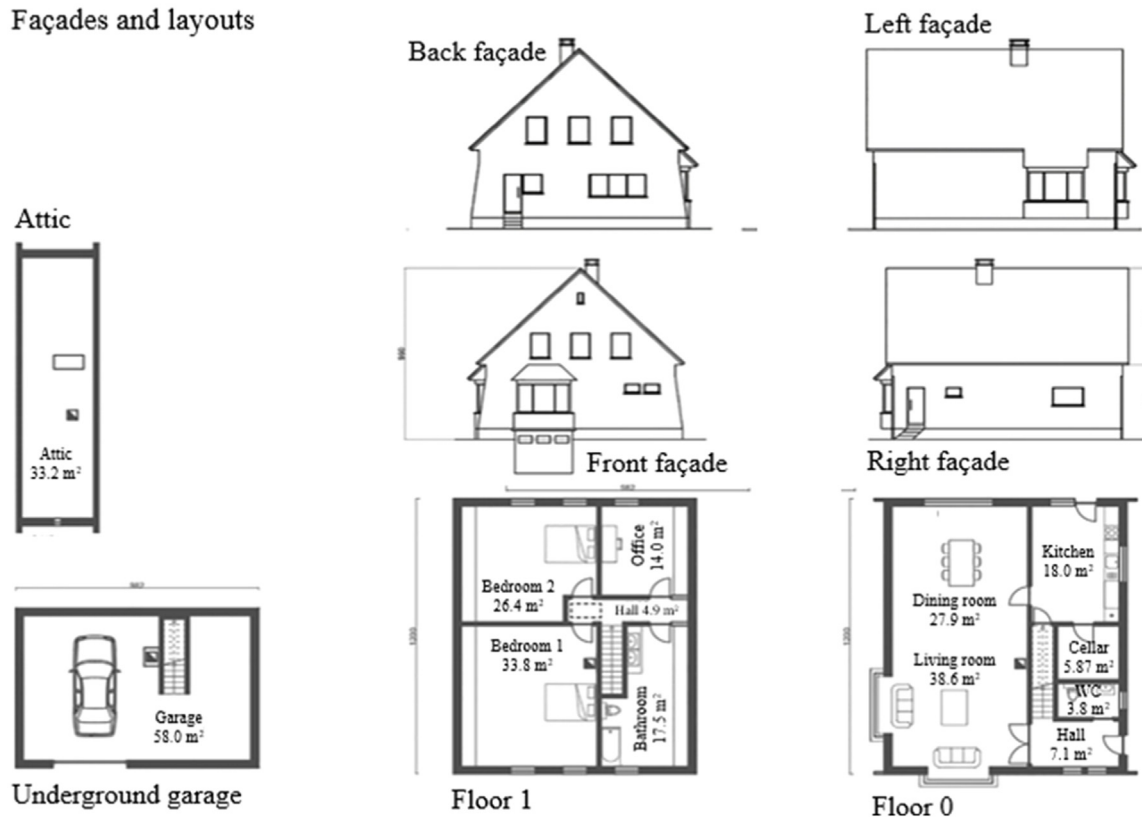 Façades and layouts
Back façade
Left façade
Attic
Attic
33.2 m²
Front façade
Right façade
Garage
58.0 m²
Underground garage
1200
Office
14.0 m²
Bedroom 2
26.4 m²
Hall 4.9 m²
Bedroom 1
33.8 m²
Bathroom
17.5 m²
Floor 1
1200
Kitchen
18.0 m²
Dining room
27.9 m²
Living room
38.6 m²
Cellar
5.87 m²
WC
3.8 m²
Hall
7.1 m²
Floor 0